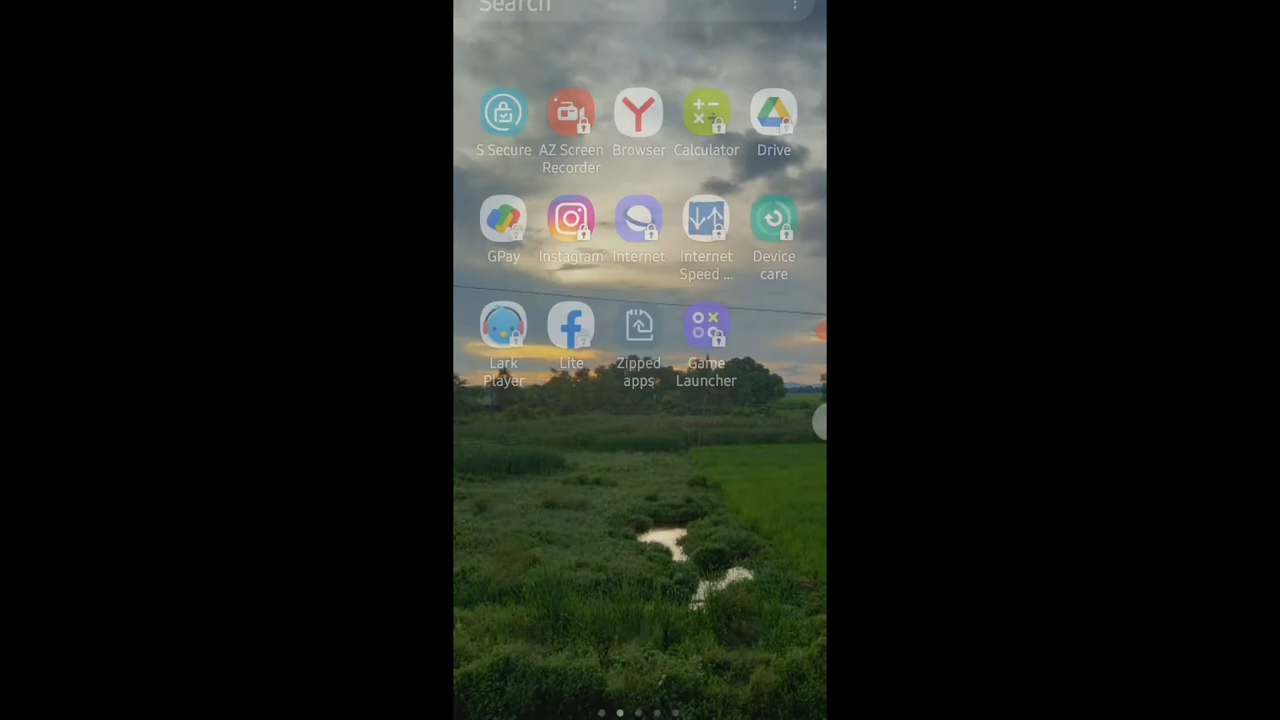 Search
S Secure
AZ Screen
Recorder
Browser
Calculator
Drive
GPay
Instagram
Internet
Internet
Speed ...
Device
care
Lark
Player
Lite
Zipped
apps
Game
Launcher